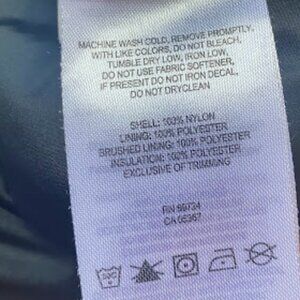 MACHINE WASH COLD, REMOVE PROMPTLY,
WITH LIKE COLORS, DO NOT BLEACH,
TUMBLE DRY LOW, IRON LOW,
DO NOT USE FABRIC SOFTENER,
IF PRESENT DO NOT IRON DECAL,
DO NOT DRYCLEAN
SHELL: 100% NYLON
LINING: 100% POLYESTER
BRUSHED LINING: 100% POLYESTER
INSULATION: 100% POLYESTER
EXCLUSIVE OF TRIMMING
RN 69734
CA 05367